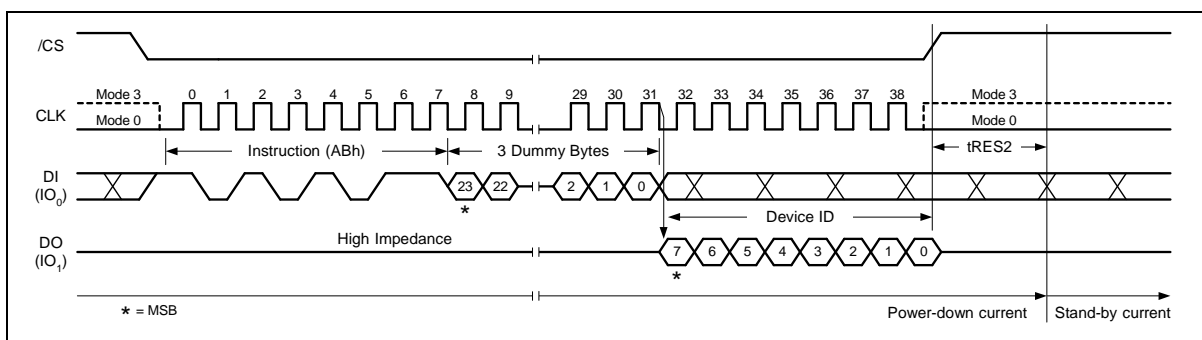 /CS
Mode 3 0 1 2 3 4 5 6 7 8 9 29 30 31 32 33 34 35 36 37 38 Mode 3
CLK Mode 0 Mode 0
Instruction (ABh) 3 Dummy Bytes tRES2
DI
(IO0) 23 22 2 1 0
*
Device ID
High Impedance
DO
(IO1) 7 6 5 4 3 2 1 0
*
* = MSB Power-down current Stand-by current